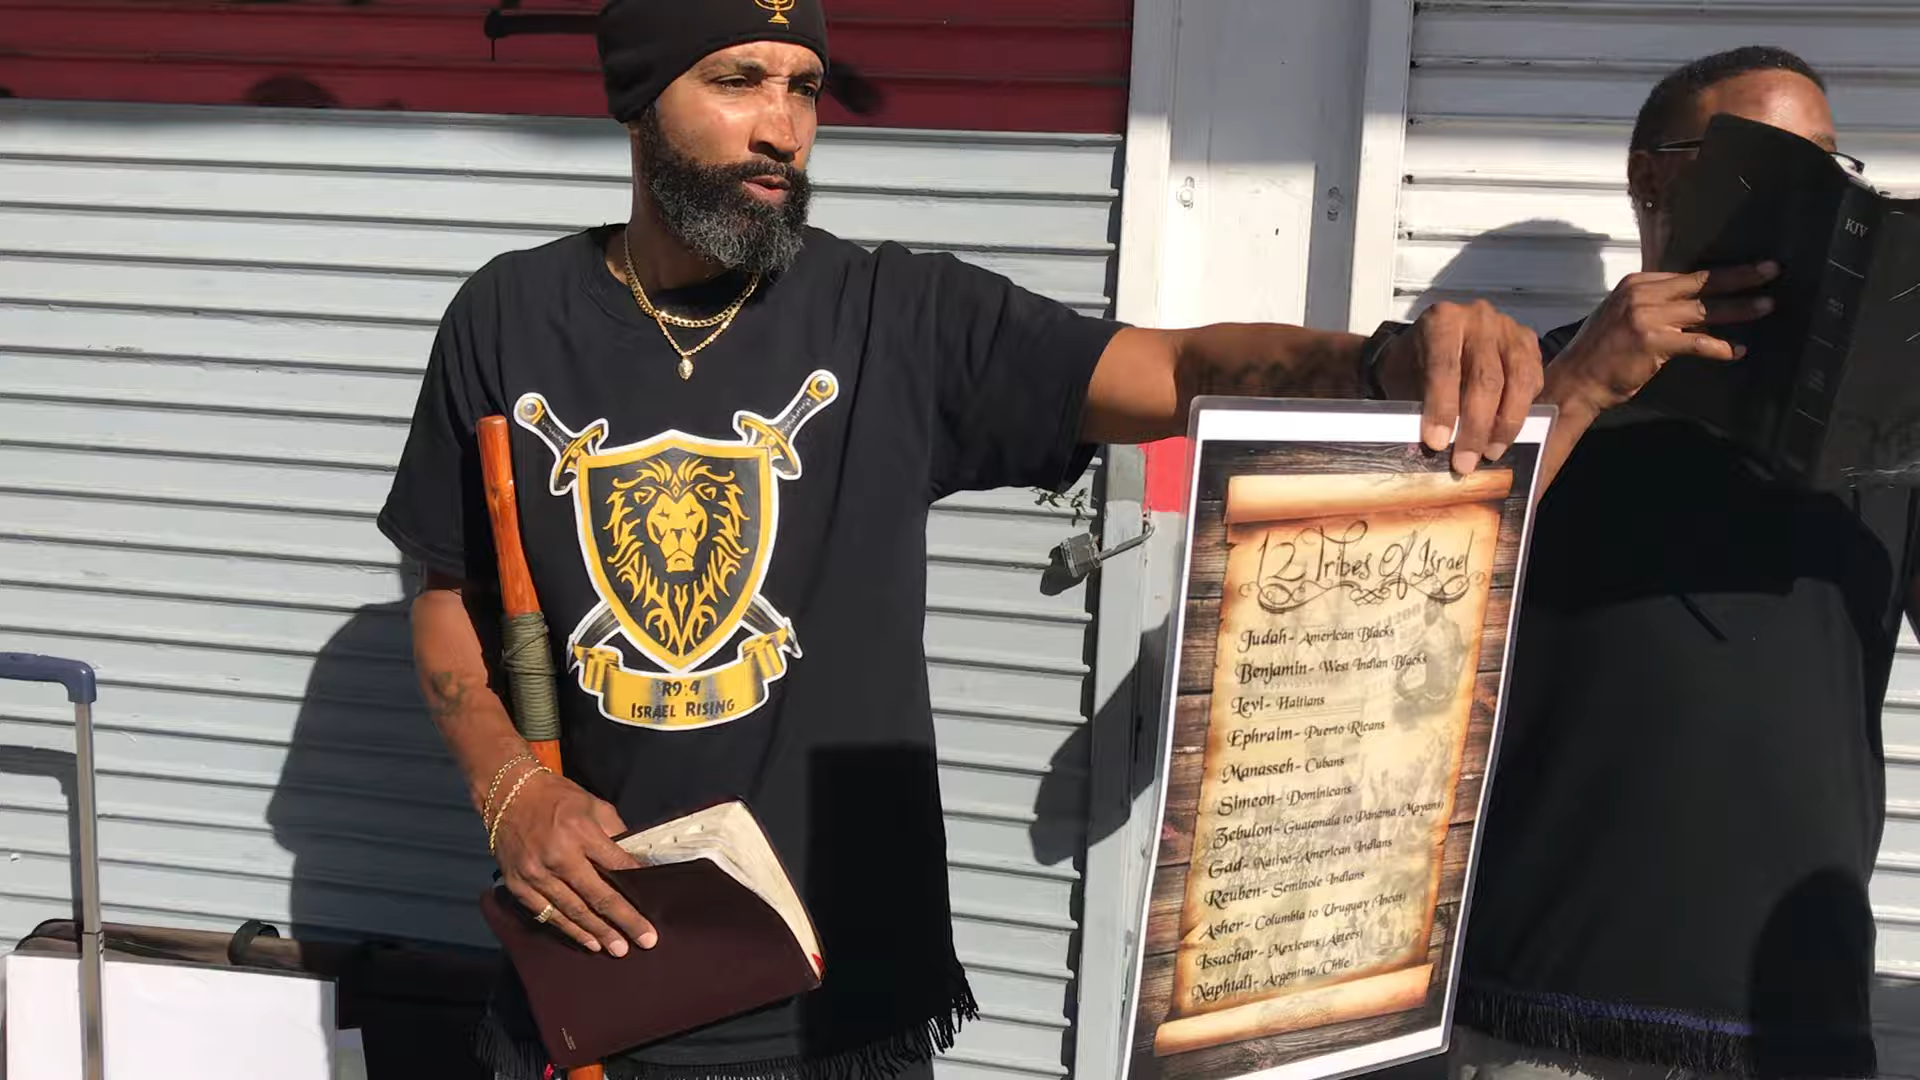 R9:4
ISRAEL RISING
KJV
12 Tribes Of Israel
Judah- American Blacks
Benjamin- West Indian Blacks
Levi- Haitians
Ephraim- Puerto Ricans
Manasseh- Cubans
Simeon- Dominicans
Zebulon- Guatemala to Panama (Mayans)
Gad- Native American Indians
Reuben- Seminole Indians
Asher- Columbia to Uruguay (Incas)
Issachar- Mexicans (Aztecs)
Naphtali- Argentina/Chile